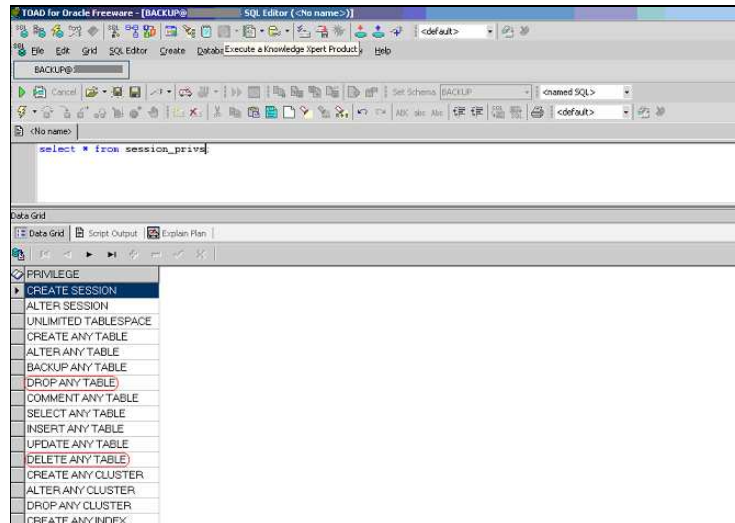 TOAD for Oracle Freeware - [BACKUP@ SQL Editor (<No name>)]
<default>
File Edit Grid SQL Editor Create Databa Execute a Knowledge Xpert Product Help
BACKUP@
Cancel Set Schema BACKUP <named SQL>
ABC abc Abc <default>
<No name>
select * from session_privs;
Data Grid
Data Grid Script Output Explain Plan
PRIVILEGE
CREATE SESSION
ALTER SESSION
UNLIMITED TABLESPACE
CREATE ANY TABLE
ALTER ANY TABLE
BACKUP ANY TABLE
DROP ANY TABLE
COMMENT ANY TABLE
SELECT ANY TABLE
INSERT ANY TABLE
UPDATE ANY TABLE
DELETE ANY TABLE
CREATE ANY CLUSTER
ALTER ANY CLUSTER
DROP ANY CLUSTER
CREATE ANY INDEX